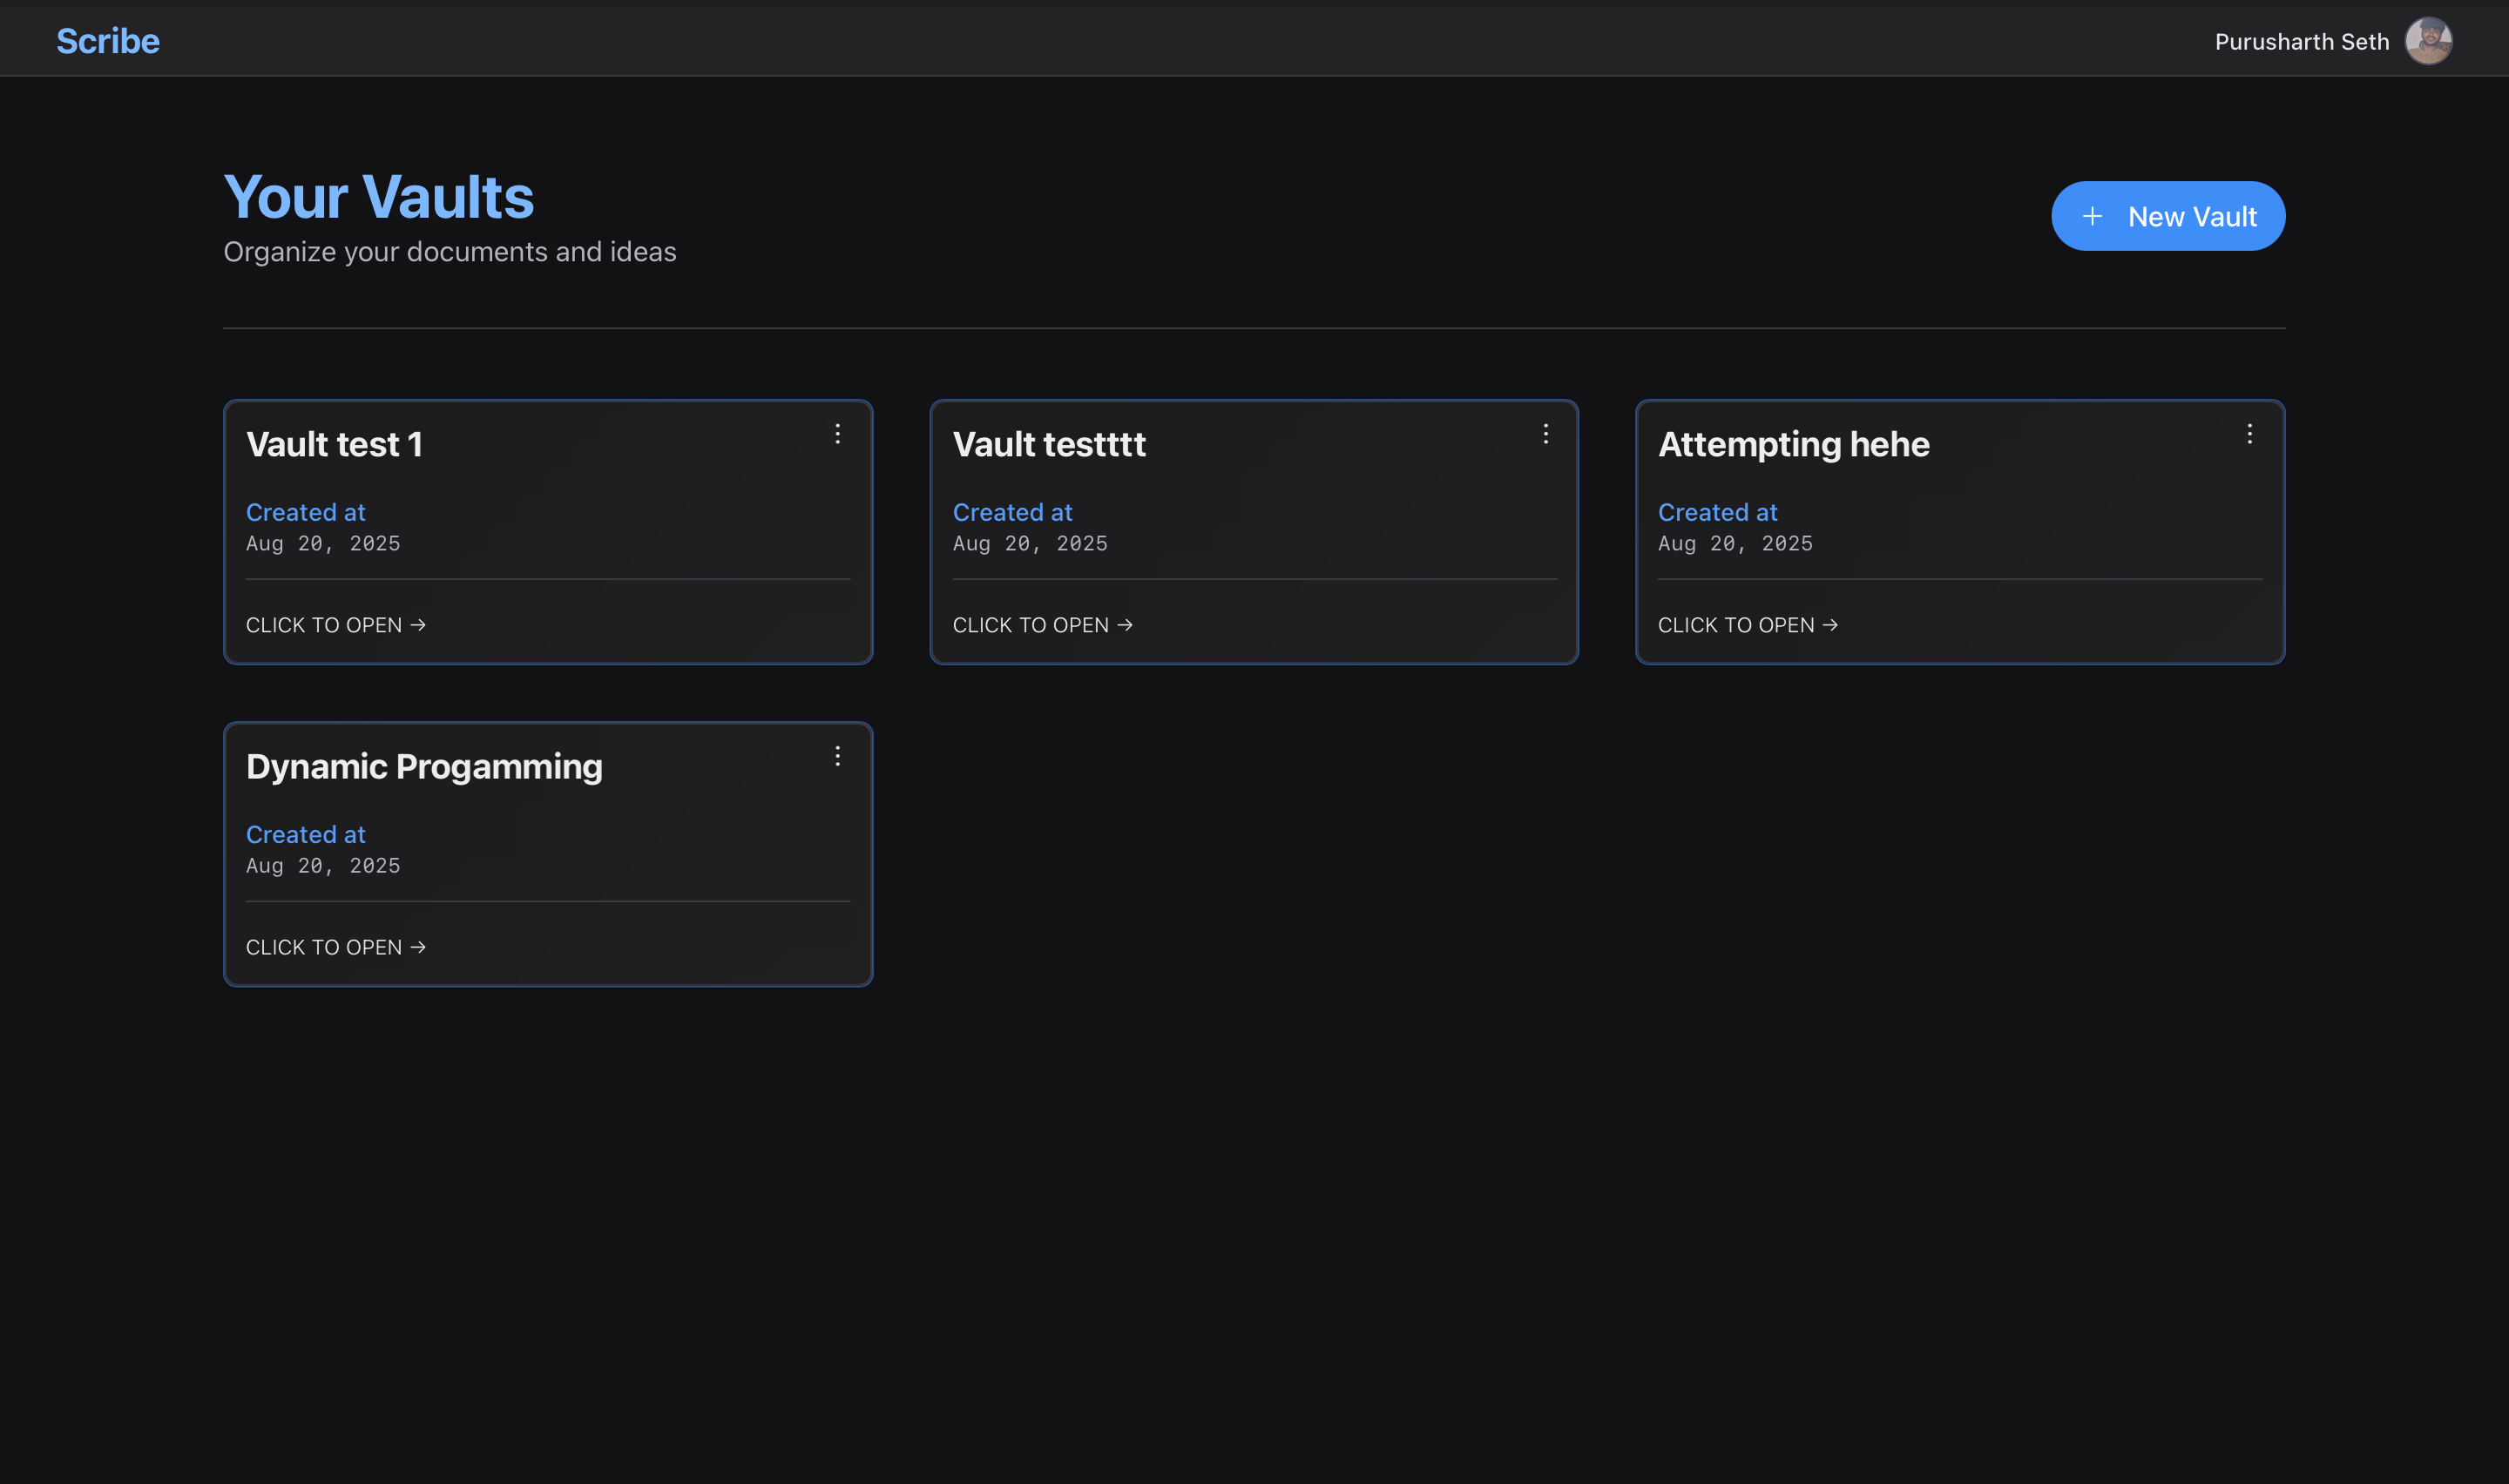 Scribe
Purusharth Seth
Your Vaults
Organize your documents and ideas
+ New Vault
Vault test 1
Created at
Aug 20, 2025
CLICK TO OPEN →
Vault testttt
Created at
Aug 20, 2025
CLICK TO OPEN →
Attempting hehe
Created at
Aug 20, 2025
CLICK TO OPEN →
Dynamic Progamming
Created at
Aug 20, 2025
CLICK TO OPEN →